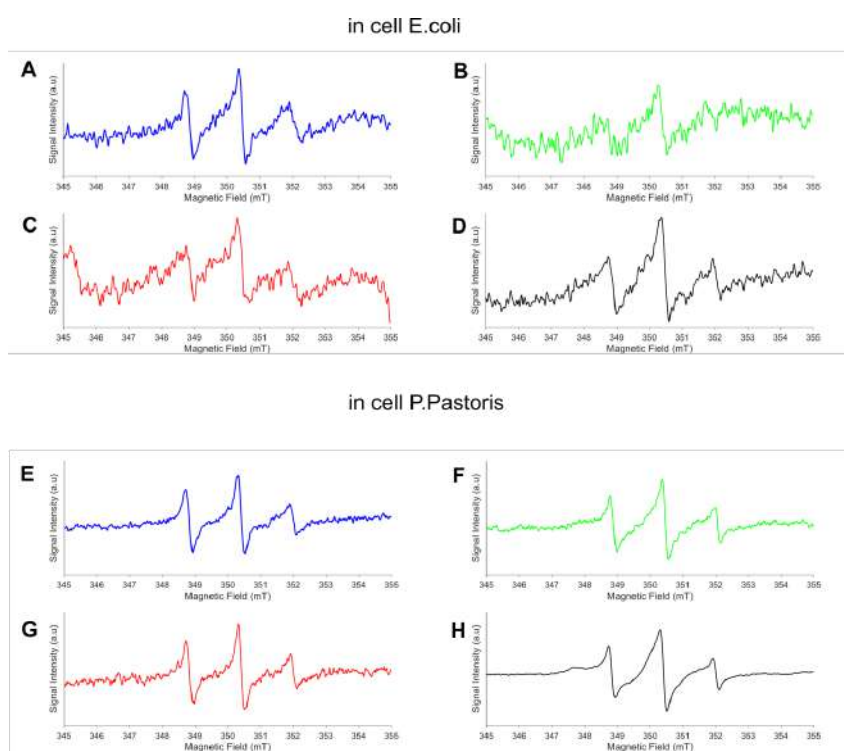 in cell E.coli
A
B
Signal Intensity (a.u)
345 346 347 348 349 350 351 352 353 354 355
Magnetic Field (mT)
Signal Intensity (a.u)
345 346 347 348 349 350 351 352 353 354 355
Magnetic Field (mT)
C
D
Signal Intensity (a.u)
345 346 347 348 349 350 351 352 353 354 355
Magnetic Field (mT)
Signal Intensity (a.u)
345 346 347 348 349 350 351 352 353 354 355
Magnetic Field (mT)
in cell P.Pastoris
E
F
Signal Intensity (a.u)
345 346 347 348 349 350 351 352 353 354 355
Magnetic Field (mT)
Signal Intensity (a.u)
345 346 347 348 349 350 351 352 353 354 355
Magnetic Field (mT)
G
H
Signal Intensity (a.u)
345 346 347 348 349 350 351 352 353 354 355
Magnetic Field (mT)
Signal Intensity (a.u)
345 346 347 348 349 350 351 352 353 354 355
Magnetic Field (mT)